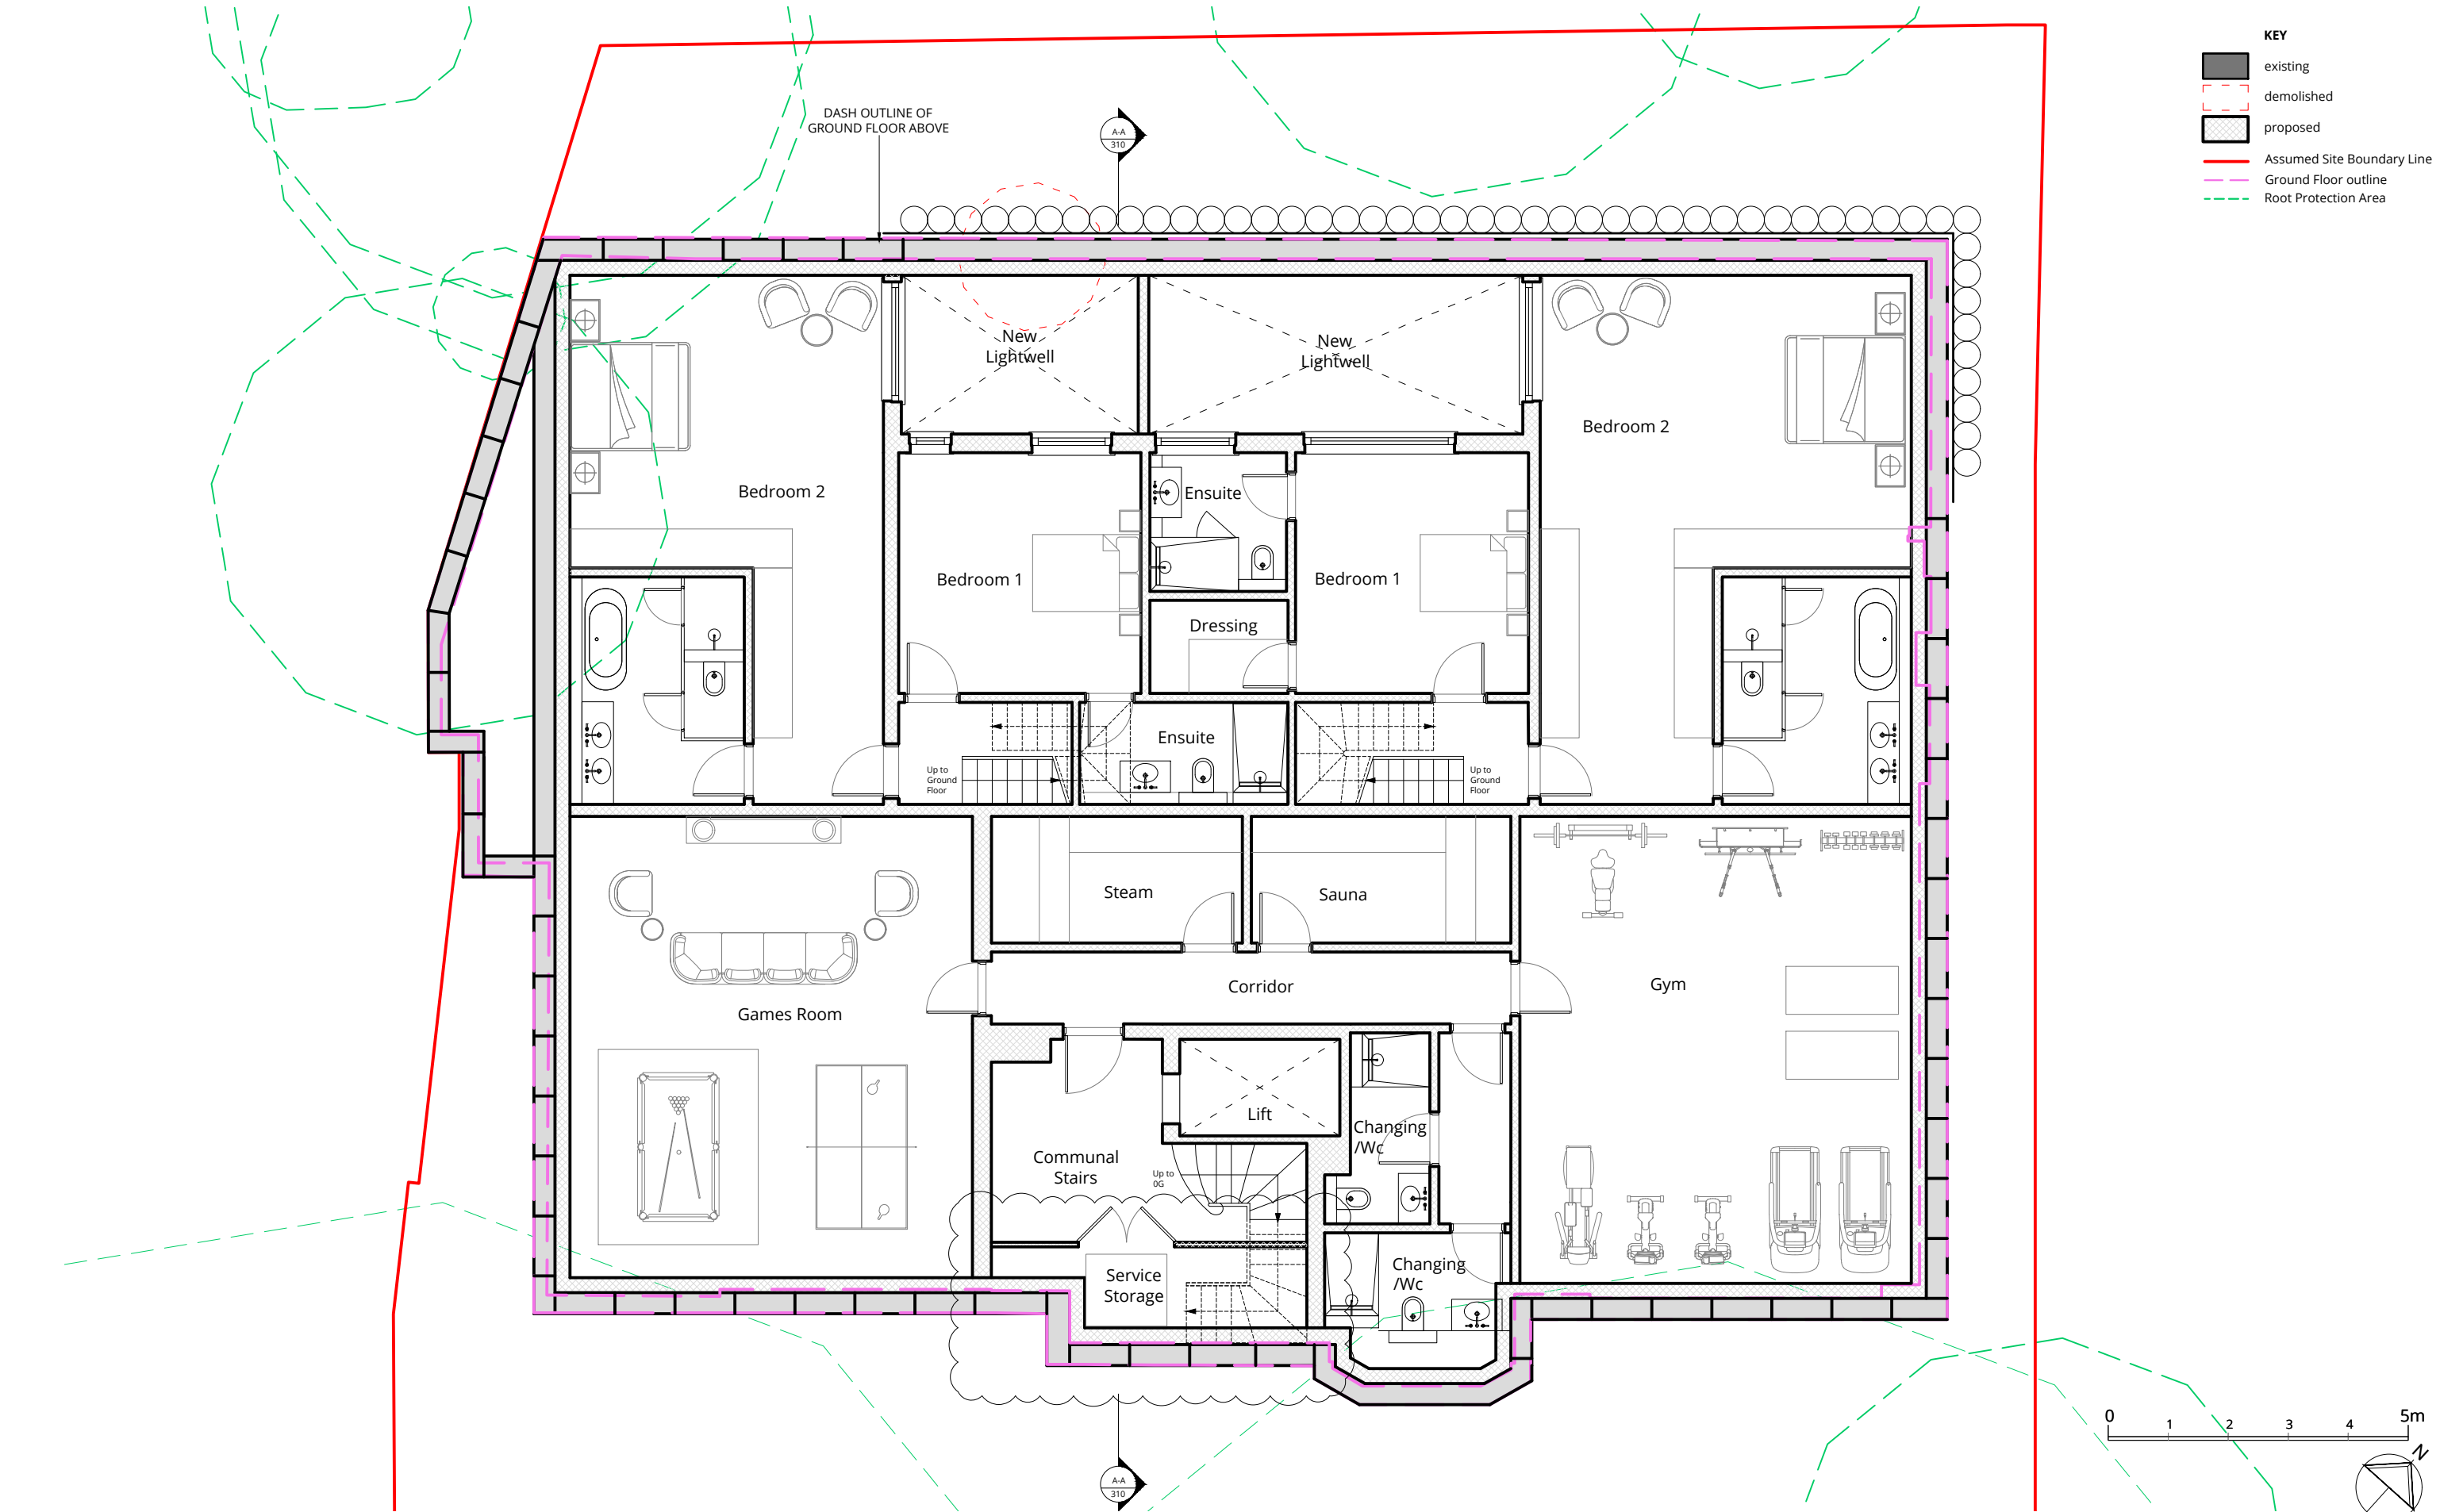 KEY
existing
demolished
proposed
Assumed Site Boundary Line
Ground Floor outline
Root Protection Area
DASH OUTLINE OF
GROUND FLOOR ABOVE
A-A
310
New
Lightwell
New
Lightwell
Bedroom 2
Bedroom 2
Ensuite
Bedroom 1
Bedroom 1
Dressing
Ensuite
Up to
Ground
Floor
Up to
Ground
Floor
Steam
Sauna
Corridor
Games Room
Gym
Lift
Changing
/Wc
Communal
Stairs
Up to
0G
Service
Storage
Changing
/Wc
0 1 2 3 4 5m
N
A-A
310